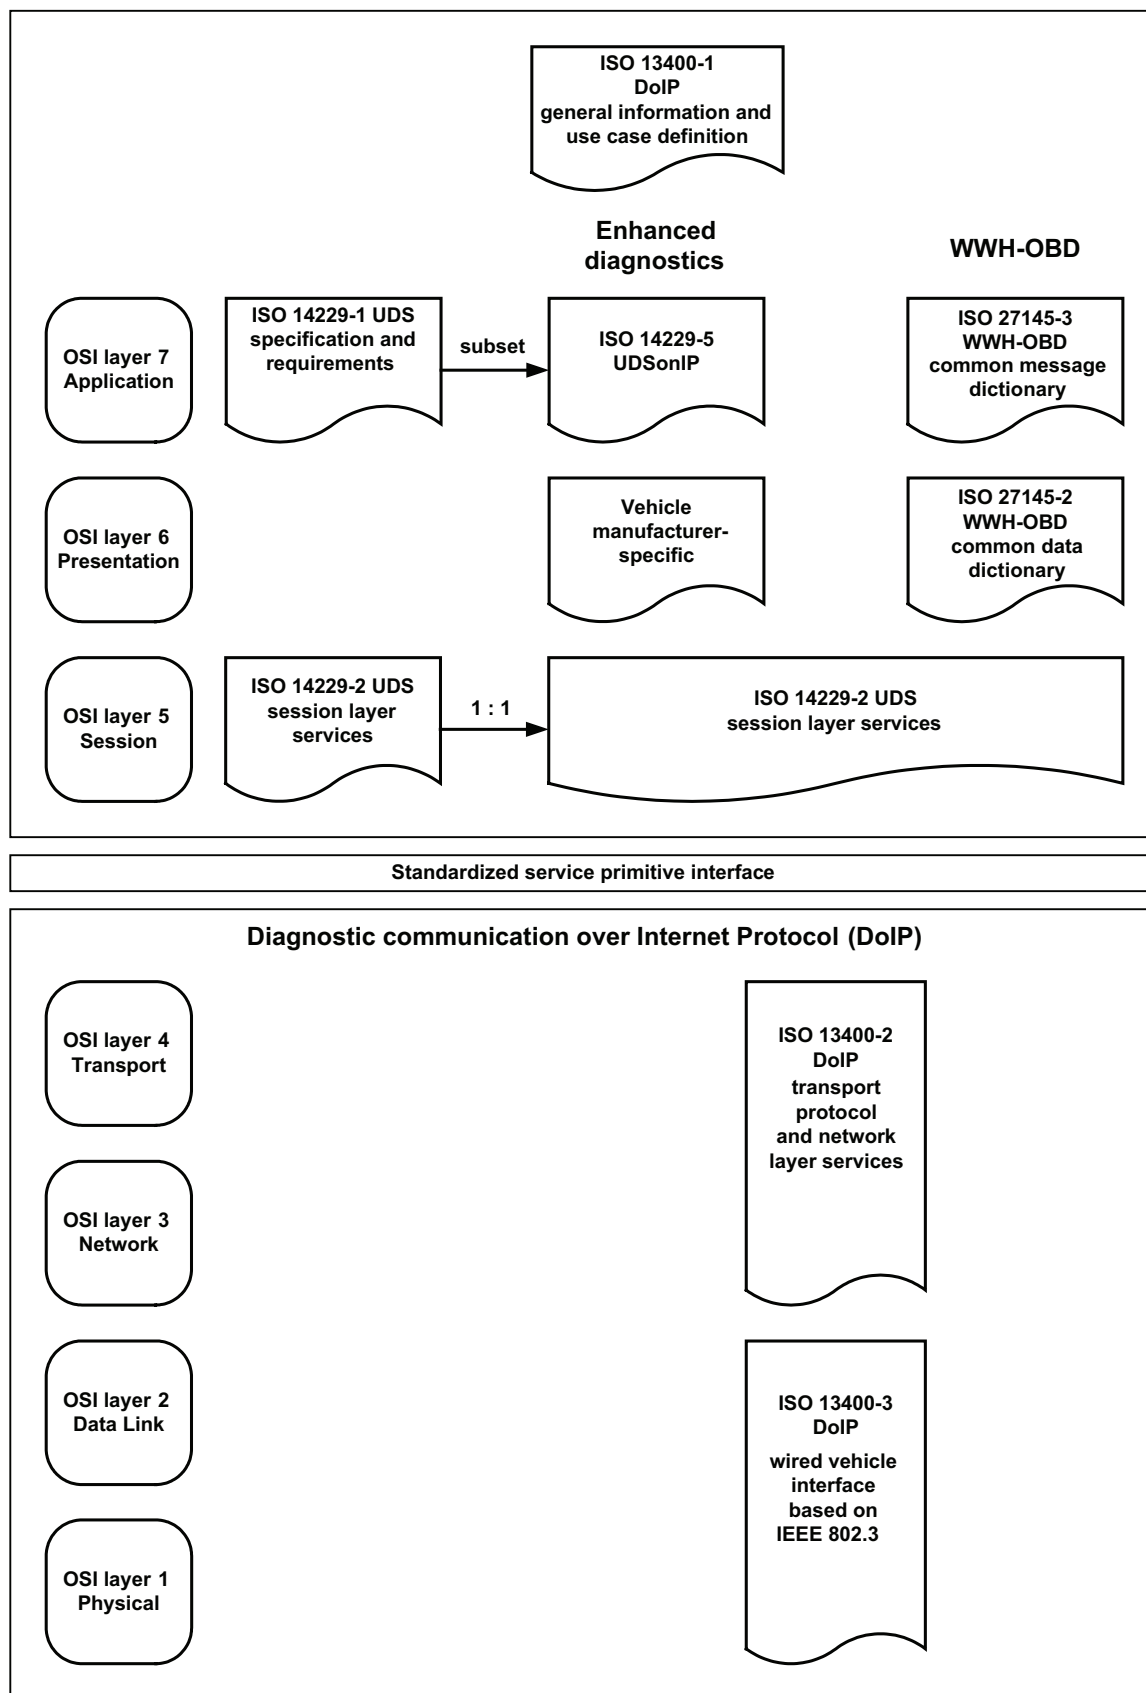 ISO 13400-1
DoIP
general information and
use case definition
Enhanced
diagnostics
WWH-OBD
OSI layer 7
Application
ISO 14229-1 UDS
specification and
requirements
subset
ISO 14229-5
UDSonIP
ISO 27145-3
WWH-OBD
common message
dictionary
OSI layer 6
Presentation
Vehicle
manufacturer-
specific
ISO 27145-2
WWH-OBD
common data
dictionary
OSI layer 5
Session
ISO 14229-2 UDS
session layer
services
1 : 1
ISO 14229-2 UDS
session layer services
Standardized service primitive interface
Diagnostic communication over Internet Protocol (DoIP)
OSI layer 4
Transport
ISO 13400-2
DoIP
transport
protocol
and network
layer services
OSI layer 3
Network
OSI layer 2
Data Link
ISO 13400-3
DoIP
wired vehicle
interface
based on
IEEE 802.3
OSI layer 1
Physical